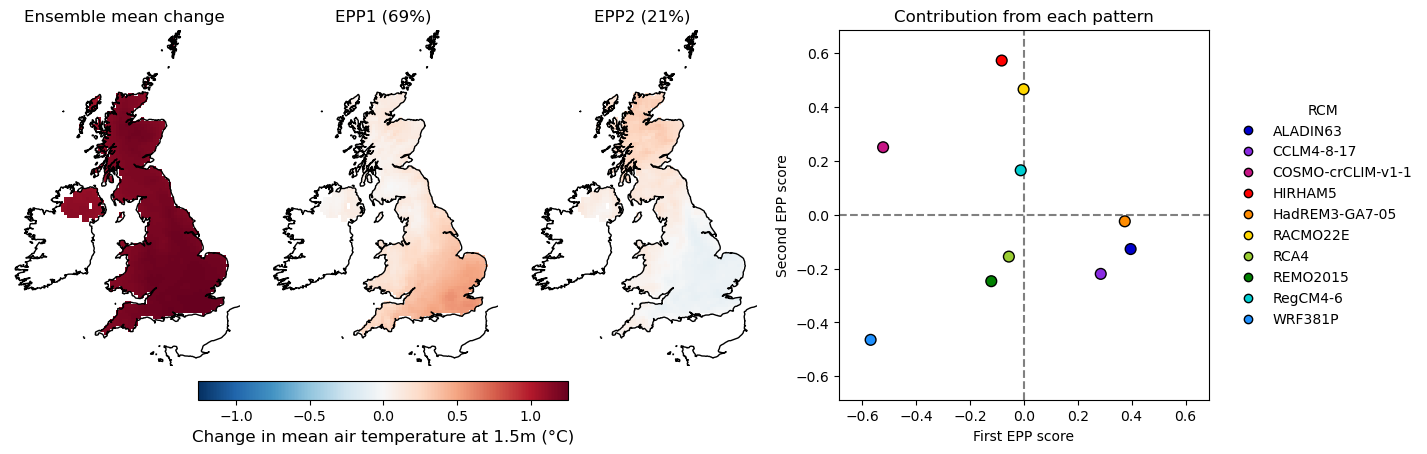 Ensemble mean change
EPP1 (69%)
EPP2 (21%)
Contribution from each pattern
−1.0 −0.5 0.0 0.5 1.0
Change in mean air temperature at 1.5m (°C)
Second EPP score
0.6
0.4
0.2
0.0
−0.2
−0.4
−0.6
−0.6 −0.4 −0.2 0.0 0.2 0.4 0.6
First EPP score
RCM
ALADIN63
CCLM4-8-17
COSMO-crCLIM-v1-1
HIRHAM5
HadREM3-GA7-05
RACMO22E
RCA4
REMO2015
RegCM4-6
WRF381P